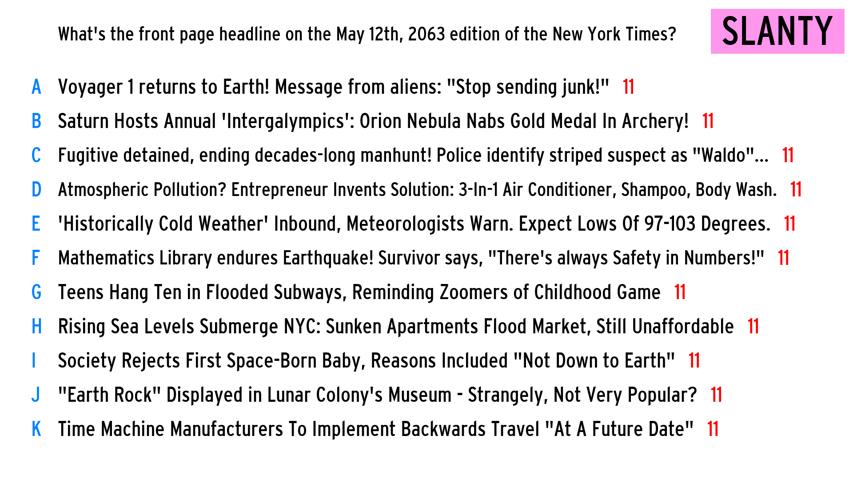 What's the front page headline on the May 12th, 2063 edition of the New York Times?
SLANTY
A Voyager 1 returns to Earth! Message from aliens: "Stop sending junk!" 11
B Saturn Hosts Annual 'Intergalympics': Orion Nebula Nabs Gold Medal In Archery! 11
C Fugitive detained, ending decades-long manhunt! Police identify striped suspect as "Waldo"... 11
D Atmospheric Pollution? Entrepreneur Invents Solution: 3-In-1 Air Conditioner, Shampoo, Body Wash. 11
E 'Historically Cold Weather' Inbound, Meteorologists Warn. Expect Lows Of 97-103 Degrees. 11
F Mathematics Library endures Earthquake! Survivor says, "There's always Safety in Numbers!" 11
G Teens Hang Ten in Flooded Subways, Reminding Zoomers of Childhood Game 11
H Rising Sea Levels Submerge NYC: Sunken Apartments Flood Market, Still Unaffordable 11
I Society Rejects First Space-Born Baby, Reasons Included "Not Down to Earth" 11
J "Earth Rock" Displayed in Lunar Colony's Museum - Strangely, Not Very Popular? 11
K Time Machine Manufacturers To Implement Backwards Travel "At A Future Date" 11